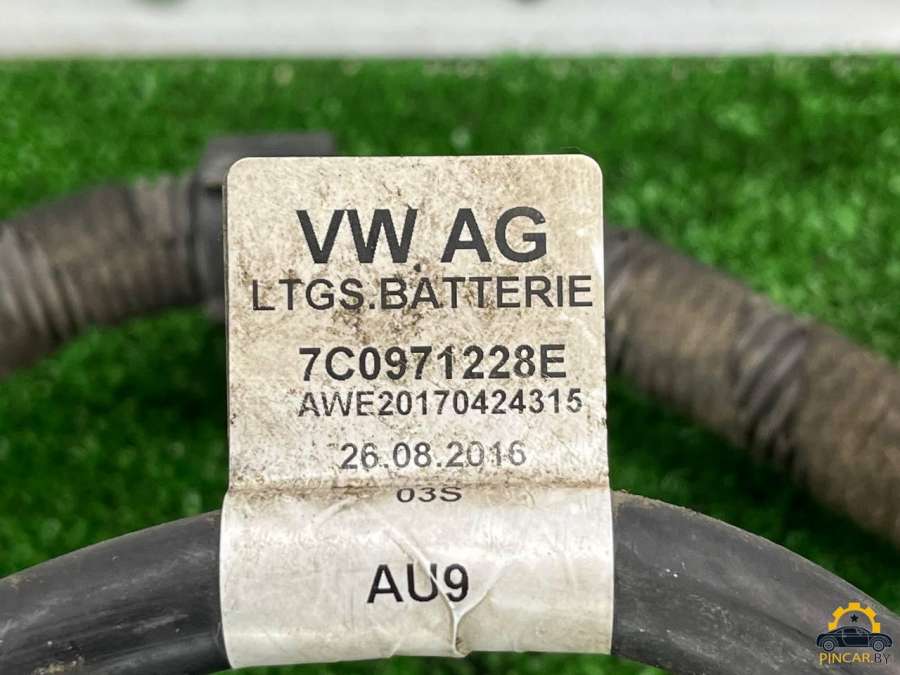 VW AG
LTGS.BATTERIE
7C0971228E
AWE20170424315
26.08.2016
03S
AU9
PINCAR.BY